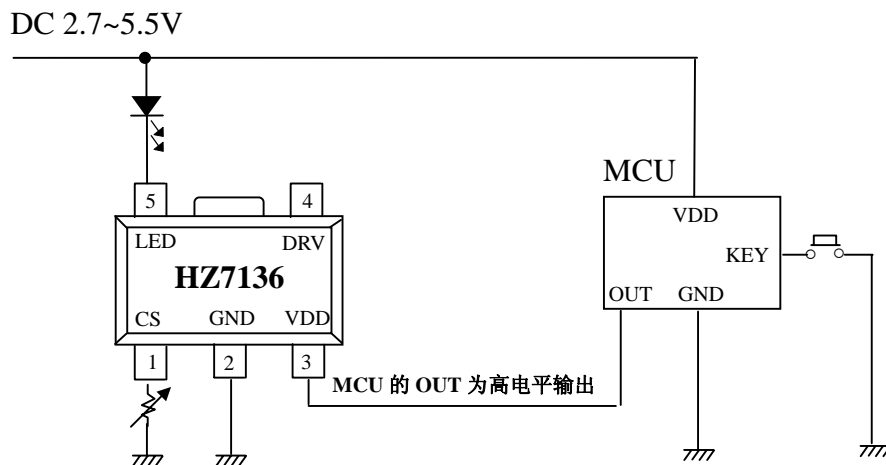 DC 2.7~5.5V
MCU
5
4
LED
DRV
HZ7136
CS
GND
VDD
1
2
3
VDD
KEY
OUT
GND
MCU 的 OUT 为高电平输出